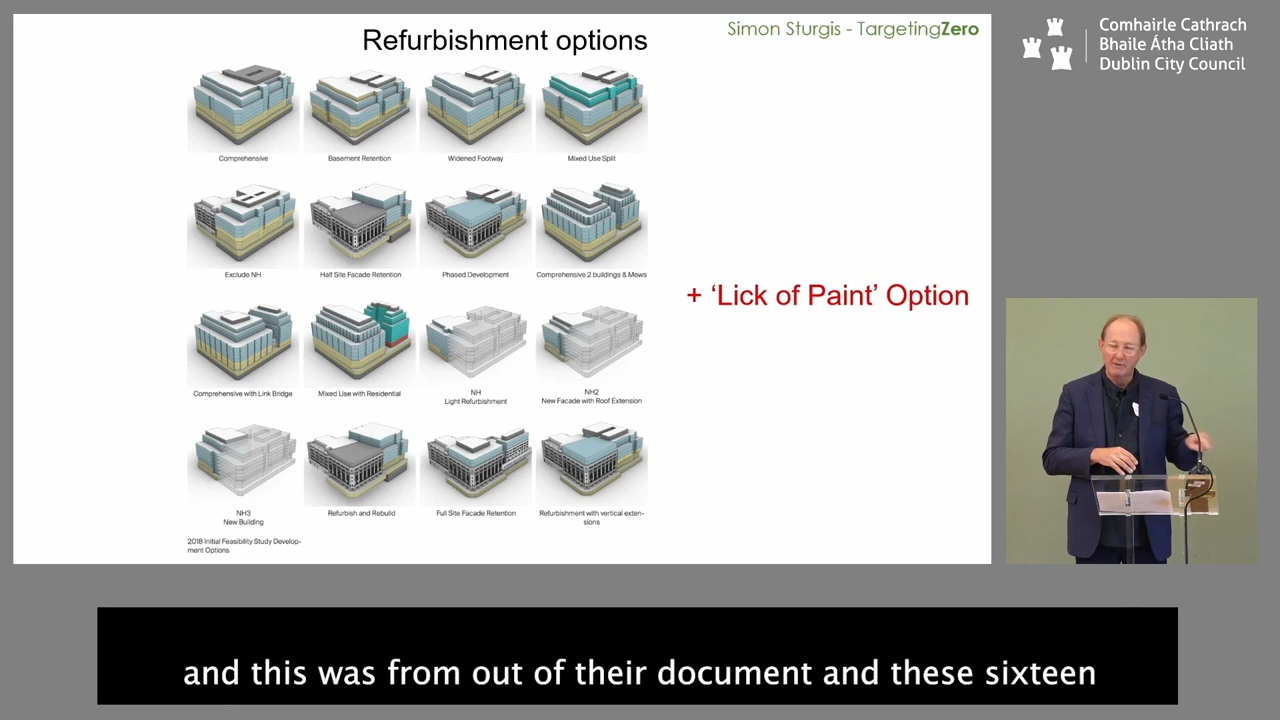 Refurbishment options
Simon Sturgis - TargetingZero
Comhairle Cathrach
Bhaile Átha Cliath
Dublin City Council
Comprehensive
Basement Retention
Widened Footway
Mixed Use Split
Exclude NH
Half Site Facade Retention
Phased Development
Comprehensive 2 buildings & Mews
+ ‘Lick of Paint’ Option
Comprehensive with Link Bridge
Mixed Use with Residential
NH
Light Refurbishment
NH2
New Facade with Roof Extension
NH3
New Building
Refurbish and Rebuild
Full Site Facade Retention
Refurbishment with vertical exten-
sions
2018 Initial Feasibility Study Develop-
ment Options
and this was from out of their document and these sixteen